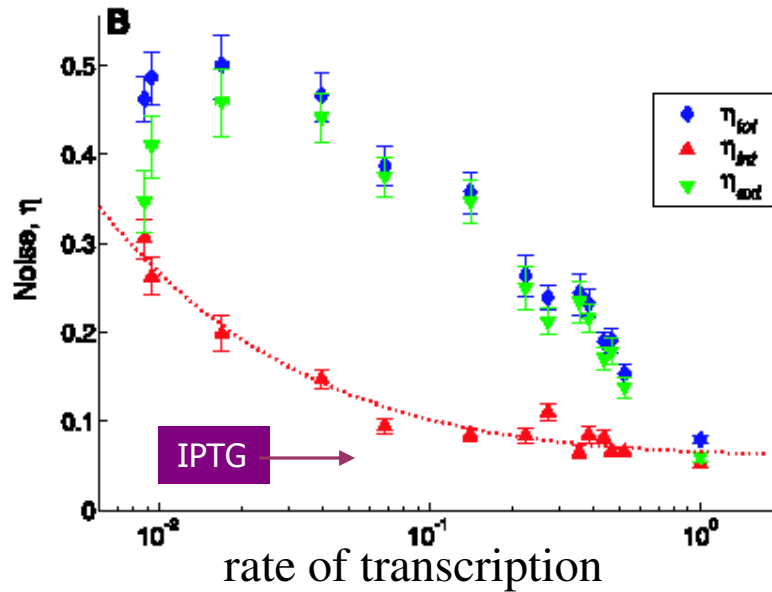 B
0.5
0.4
0.3
0.2
0.1
0
Noise, η
η_tot
η_int
η_ext
IPTG
10^-2
10^-1
10^0
rate of transcription